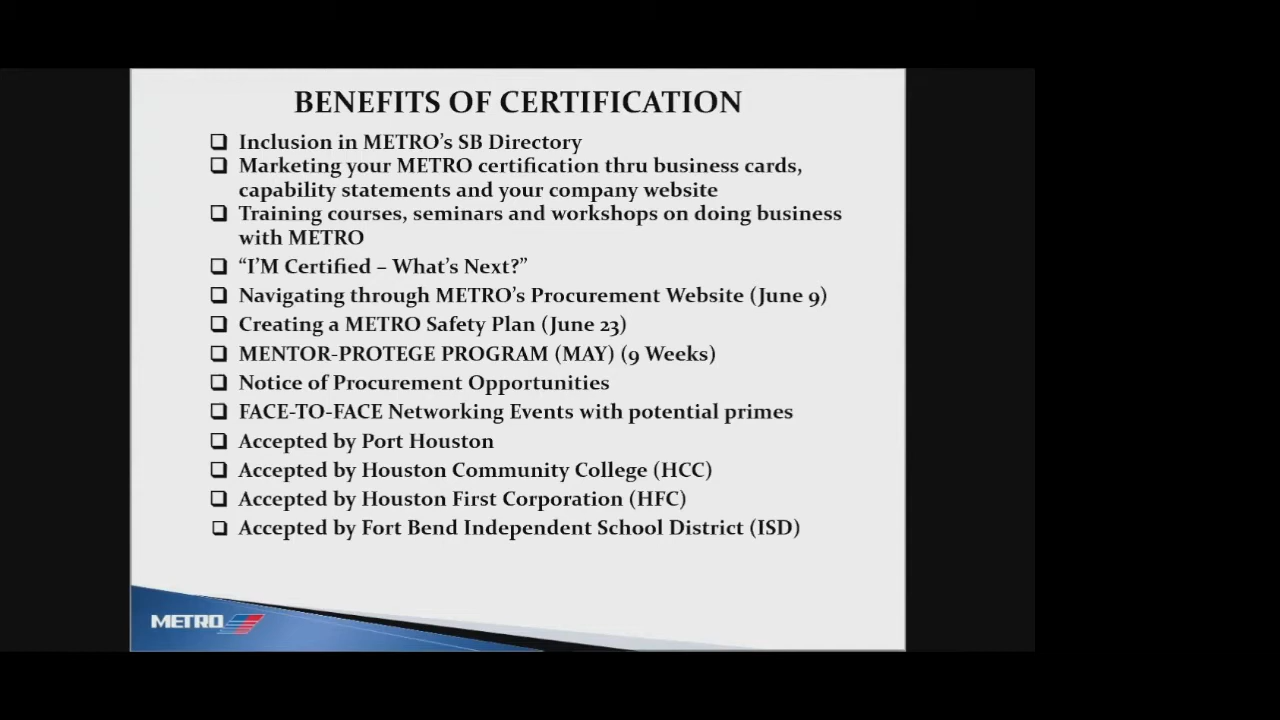 BENEFITS OF CERTIFICATION
❑ Inclusion in METRO's SB Directory
❑ Marketing your METRO certification thru business cards,
capability statements and your company website
❑ Training courses, seminars and workshops on doing business
with METRO
❑ “I'M Certified – What's Next?”
❑ Navigating through METRO's Procurement Website (June 9)
❑ Creating a METRO Safety Plan (June 23)
❑ MENTOR-PROTEGE PROGRAM (MAY) (9 Weeks)
❑ Notice of Procurement Opportunities
❑ FACE-TO-FACE Networking Events with potential primes
❑ Accepted by Port Houston
❑ Accepted by Houston Community College (HCC)
❑ Accepted by Houston First Corporation (HFC)
❑ Accepted by Fort Bend Independent School District (ISD)
METRO